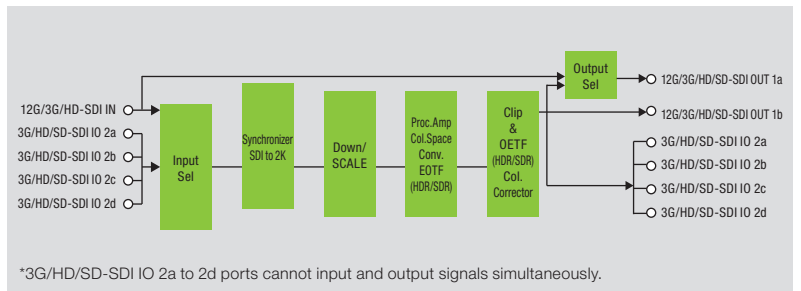 12G/3G/HD-SDI IN
3G/HD/SD-SDI IO 2a
3G/HD/SD-SDI IO 2b
3G/HD/SD-SDI IO 2c
3G/HD/SD-SDI IO 2d
Input
Sel
Synchronizer
SDI to 2K
Down/
SCALE
Proc.Amp
Col.Space
Conv.
EOTF
(HDR/SDR)
Clip
&
OETF
(HDR/SDR)
Col.
Corrector
Output
Sel
12G/3G/HD/SD-SDI OUT 1a
12G/3G/HD/SD-SDI OUT 1b
3G/HD/SD-SDI IO 2a
3G/HD/SD-SDI IO 2b
3G/HD/SD-SDI IO 2c
3G/HD/SD-SDI IO 2d
*3G/HD/SD-SDI IO 2a to 2d ports cannot input and output signals simultaneously.